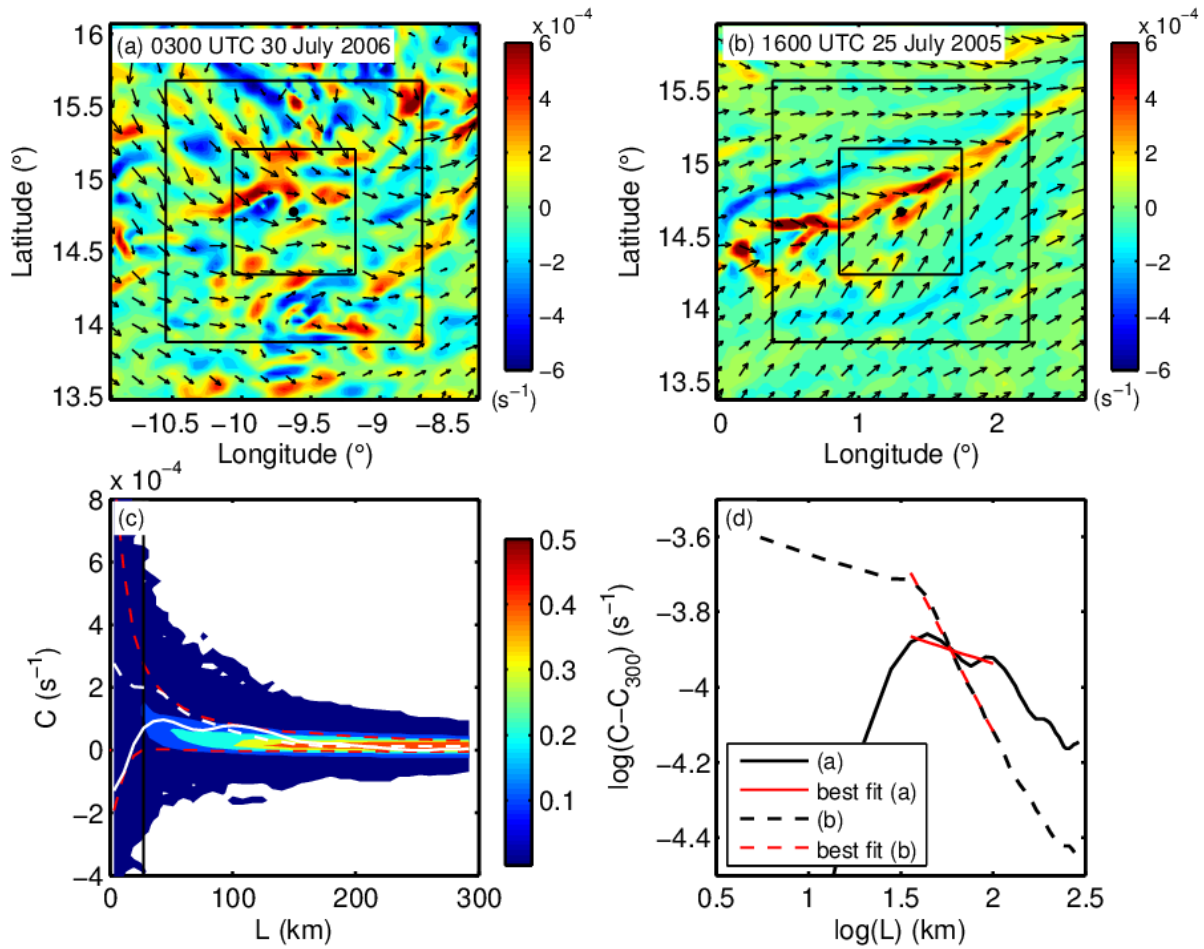 (a) 0300 UTC 30 July 2006
16
15.5
15
14.5
14
13.5
Latitude (°)
−10.5 −10 −9.5 −9 −8.5
Longitude (°)
x 10−4
6
4
2
0
−2
−4
−6
(s−1)
(b) 1600 UTC 25 July 2005
15.5
15
14.5
14
13.5
Latitude (°)
0 1 2
Longitude (°)
x 10−4
6
4
2
0
−2
−4
−6
(s−1)
x 10−4
(c)
8
6
4
2
0
−2
−4
C (s−1)
0 100 200 300
L (km)
0.5
0.4
0.3
0.2
0.1
(d)
−3.6
−3.8
−4
−4.2
−4.4
log(C−C300) (s−1)
(a)
best fit (a)
(b)
best fit (b)
0.5 1 1.5 2 2.5
log(L) (km)